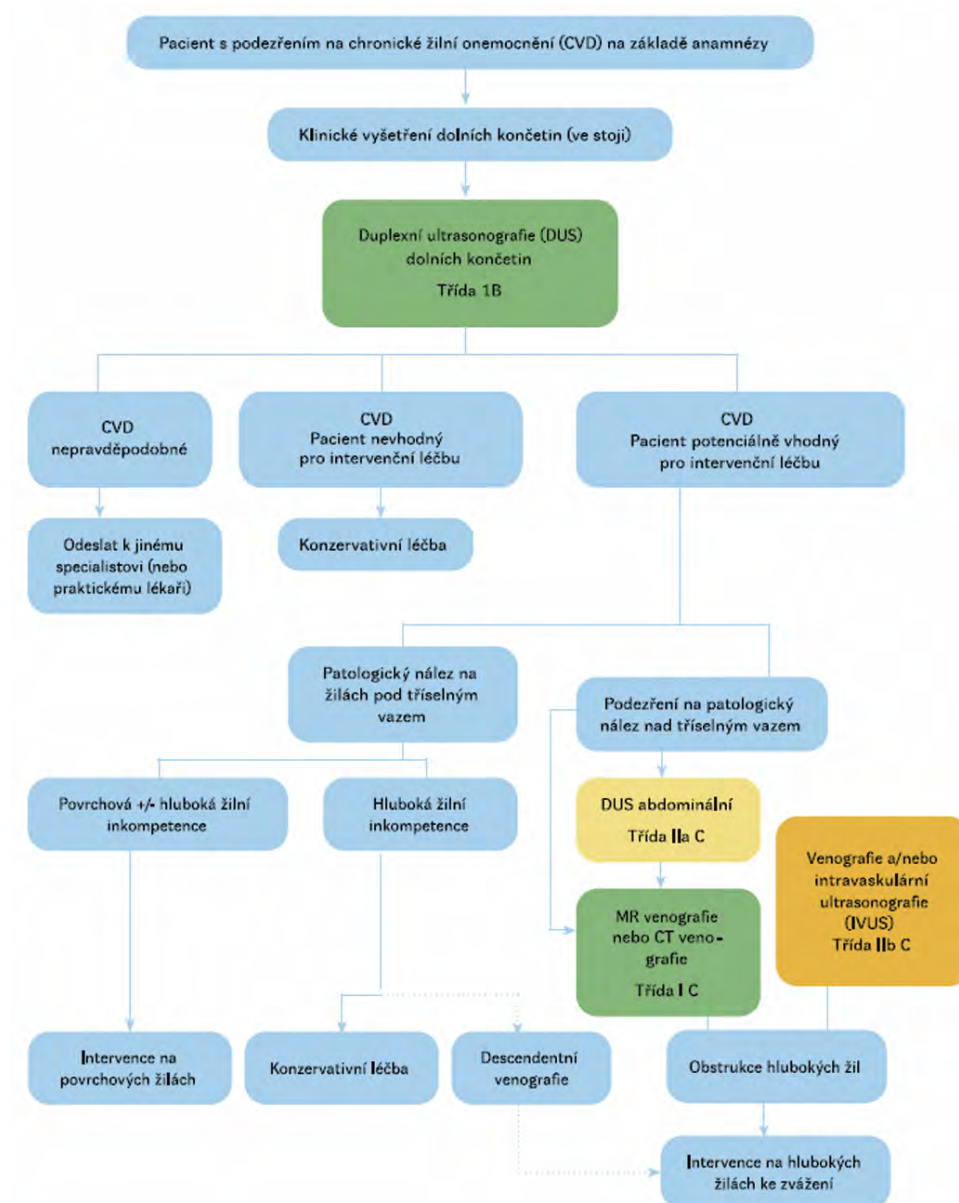 Pacient s podezřením na chronické žilní onemocnění (CVD) na základě anamnézy
Klinické vyšetření dolních končetin (ve stoji)
Duplexní ultrasonografie (DUS)
dolních končetin
Třída 1B
CVD
nepravděpodobné
CVD
Pacient nevhodný
pro intervenční léčbu
CVD
Pacient potenciálně vhodný
pro intervenční léčbu
Odeslat k jinému
specialistovi (nebo
praktickému lékaři)
Konzervativní léčba
Patologický nález na
žilách pod tříselným
vazem
Podezření na patologický
nález nad tříselným vazem
Povrchová +/- hluboká žilní
inkompetence
Hluboká žilní
inkompetence
DUS abdominální
Třída IIa C
Venografie a/nebo
intravaskulární
ultrasonografie
(IVUS)
Třída IIb C
MR venografie
nebo CT veno-
grafie
Třída I C
Intervence na
povrchových žilách
Konzervativní léčba
Descendentní
venografie
Obstrukce hlubokých žil
Intervence na hlubokých
žilách ke zvážení